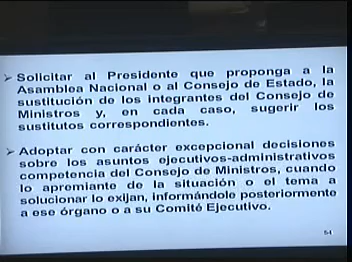 ➢ Solicitar al Presidente que proponga a la
Asamblea Nacional o al Consejo de Estado, la
sustitución de los integrantes del Consejo de
Ministros y, en cada caso, sugerir los
sustitutos correspondientes.
➢ Adoptar con carácter excepcional decisiones
sobre los asuntos ejecutivos-administrativos
competencia del Consejo de Ministros, cuando
lo apremiante de la situación o el tema a
solucionar lo exijan, informándole posteriormente
a ese órgano o a su Comité Ejecutivo.